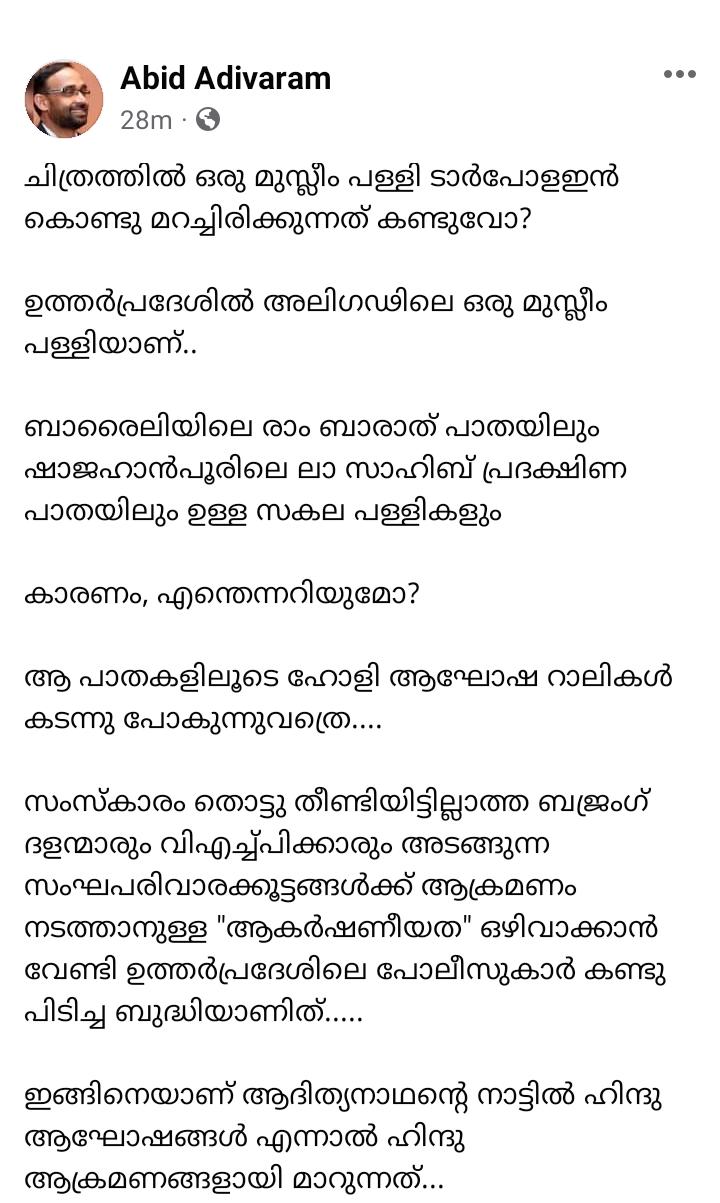 Abid Adivaram
28m ·
ചിത്രത്തിൽ ഒരു മുസ്ലീം പള്ളി ടാർപോളഇൻ
കൊണ്ടു മറച്ചിരിക്കുന്നത് കണ്ടുവോ?
ഉത്തർപ്രദേശിൽ അലിഗഢിലെ ഒരു മുസ്ലീം
പള്ളിയാണ്..
ബാരൈലിയിലെ രാം ബാരാത് പാതയിലും
ഷാജഹാൻപൂരിലെ ലാ സാഹിബ് പ്രദക്ഷിണ
പാതയിലും ഉള്ള സകല പള്ളികളും
കാരണം, എന്തെന്നറിയുമോ?
ആ പാതകളിലൂടെ ഹോളി ആഘോഷ റാലികൾ
കടന്നു പോകുന്നുവത്രെ....
സംസ്കാരം തൊട്ടു തീണ്ടിയിട്ടില്ലാത്ത ബജ്രംഗ്
ദളന്മാരും വിഎച്ച്പിക്കാരും അടങ്ങുന്ന
സംഘപരിവാരക്കൂട്ടങ്ങൾക്ക് ആക്രമണം
നടത്താനുള്ള "ആകർഷണീയത" ഒഴിവാക്കാൻ
വേണ്ടി ഉത്തർപ്രദേശിലെ പോലീസുകാർ കണ്ടു
പിടിച്ച ബുദ്ധിയാണിത്.....
ഇങ്ങിനെയാണ് ആദിത്യനാഥന്റെ നാട്ടിൽ ഹിന്ദു
ആഘോഷങ്ങൾ എന്നാൽ ഹിന്ദു
ആക്രമണങ്ങളായി മാറുന്നത്...